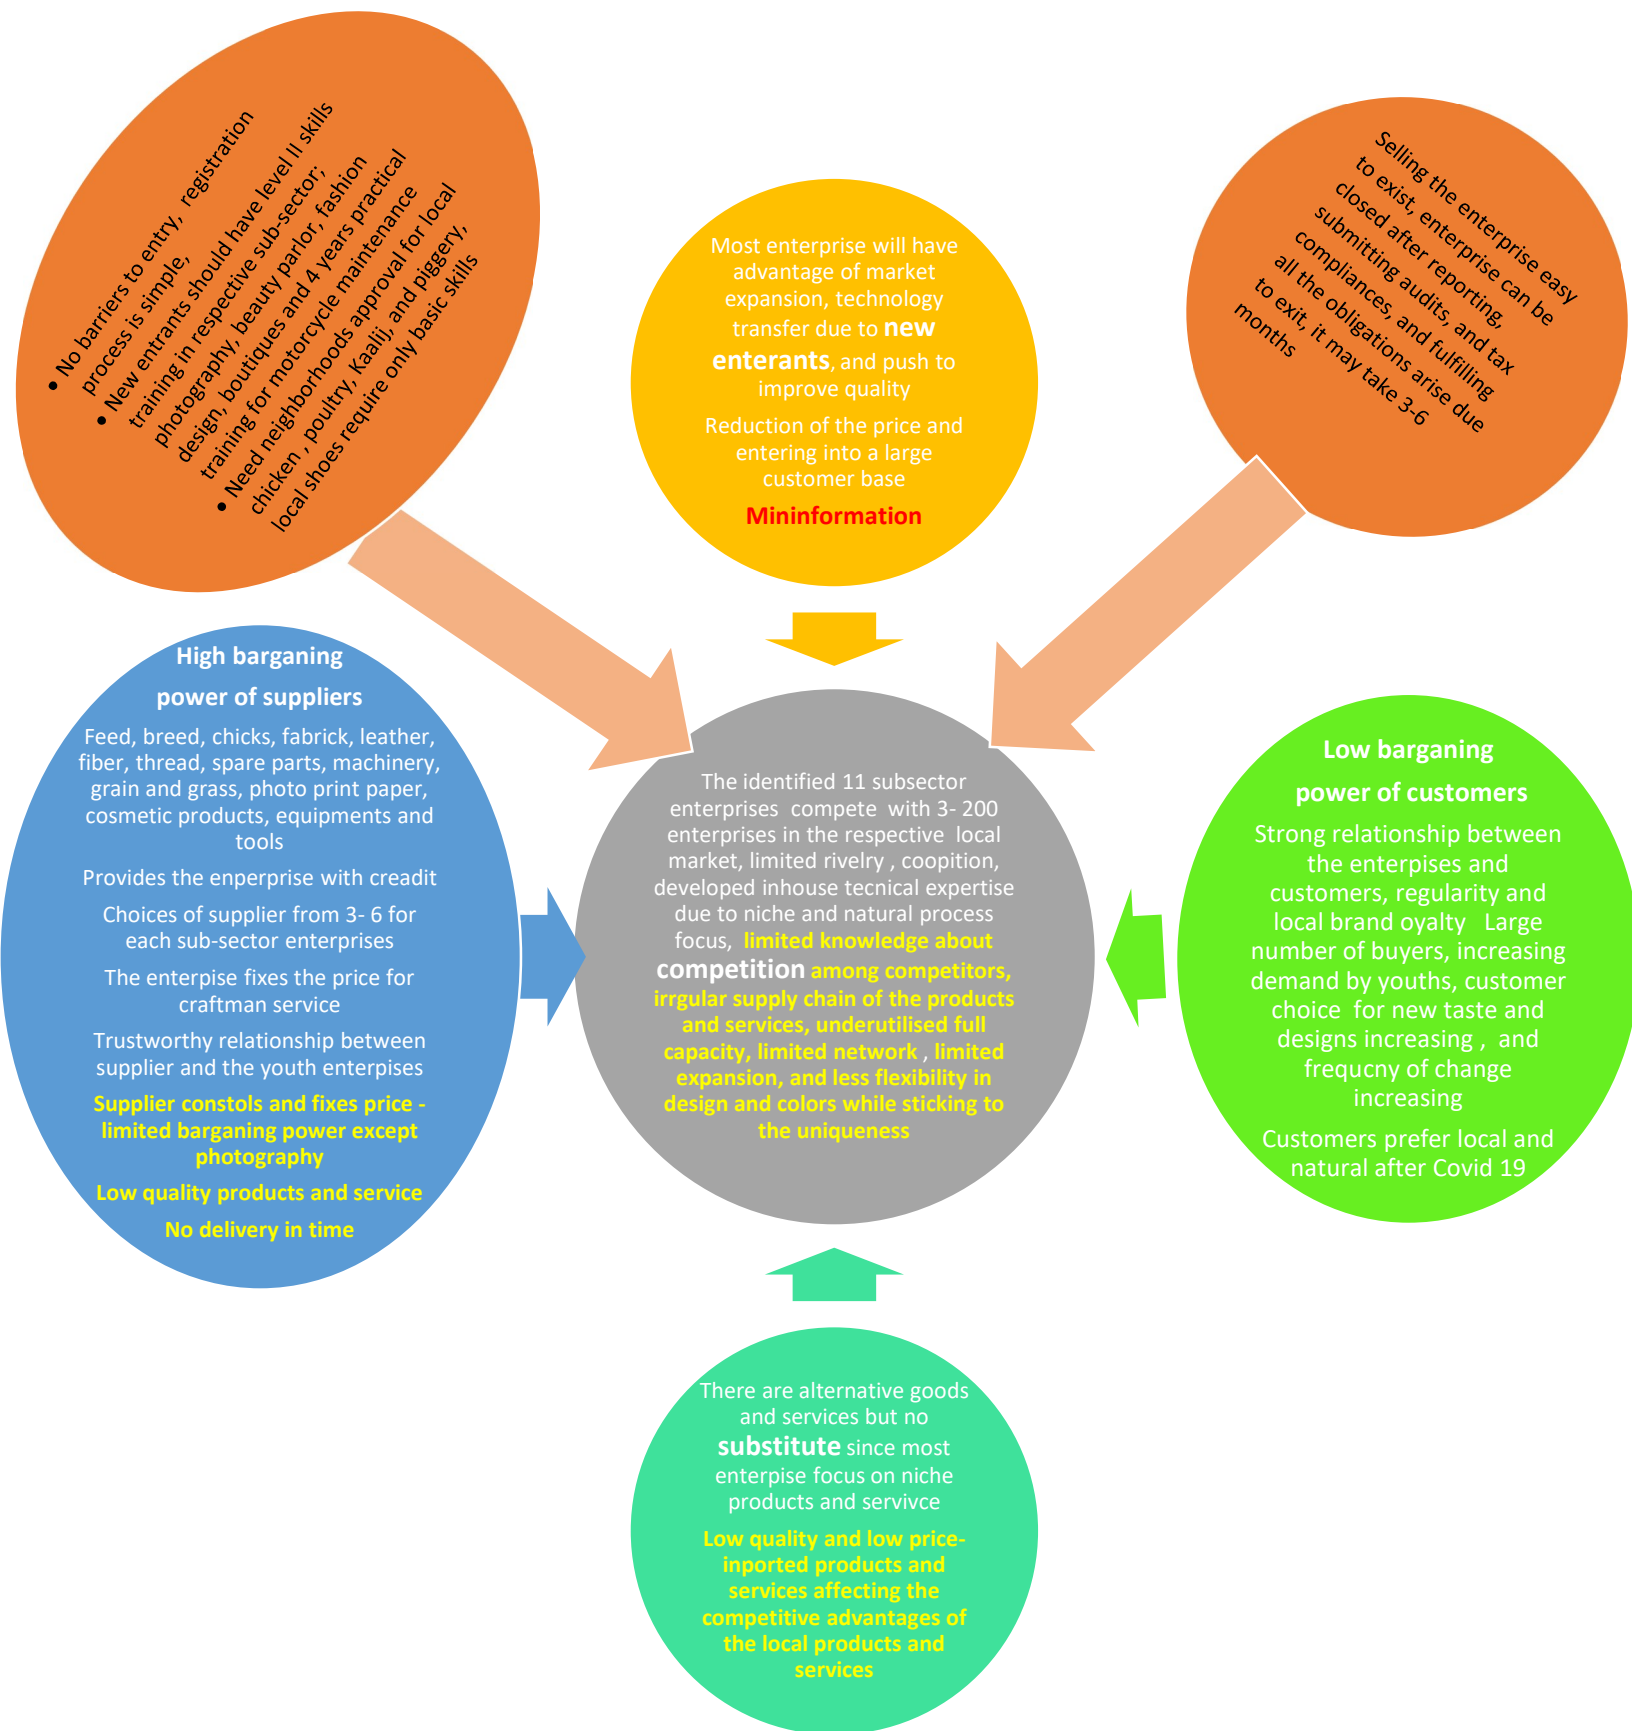 • No barriers to entry, registration
process is simple,
• New entrants should have level II skills
training in respective sub-sector;
photography, beauty parlor, fashion
design, boutiques and 4 years practical
training for motorcycle maintenance
• Need neighborhoods approval for local
chicken , poultry, Kaalij, and piggery,
local shoes require only basic skills
Most enterprise will have
advantage of market
expansion, technology
transfer due to new
enterants, and push to
improve quality
Reduction of the price and
entering into a large
customer base
Mininformation
Selling the enterprise easy
to exist, enterprise can be
closed after reporting,
submitting audits, and tax
compliances, and fulfilling
all the obligations arise due
to exit, it may take 3-6
months
High barganing
power of suppliers
Feed, breed, chicks, fabrick, leather,
fiber, thread, spare parts, machinery,
grain and grass, photo print paper,
cosmetic products, equipments and
tools
Provides the enperprise with creadit
Choices of supplier from 3- 6 for
each sub-sector enterprises
The enterpise fixes the price for
craftman service
Trustworthy relationship between
supplier and the youth enterpises
Supplier constols and fixes price -
limited barganing power except
photography
Low quality products and service
No delivery in time
The identified 11 subsector
enterprises compete with 3- 200
enterprises in the respective local
market, limited rivelry , coopition,
developed inhouse tecnical expertise
due to niche and natural process
focus, limited knowledge about
competition among competitors,
irrgular supply chain of the products
and services, underutilised full
capacity, limited network , limited
expansion, and less flexibility in
design and colors while sticking to
the uniqueness
Low barganing
power of customers
Strong relationship between
the enterpises and
customers, regularity and
local brand oyalty Large
number of buyers, increasing
demand by youths, customer
choice for new taste and
designs increasing , and
frequcny of change
increasing
Customers prefer local and
natural after Covid 19
There are alternative goods
and services but no
substitute since most
enterpise focus on niche
products and servivce
Low quality and low price-
inported products and
services affecting the
competitive advantages of
the local products and
services